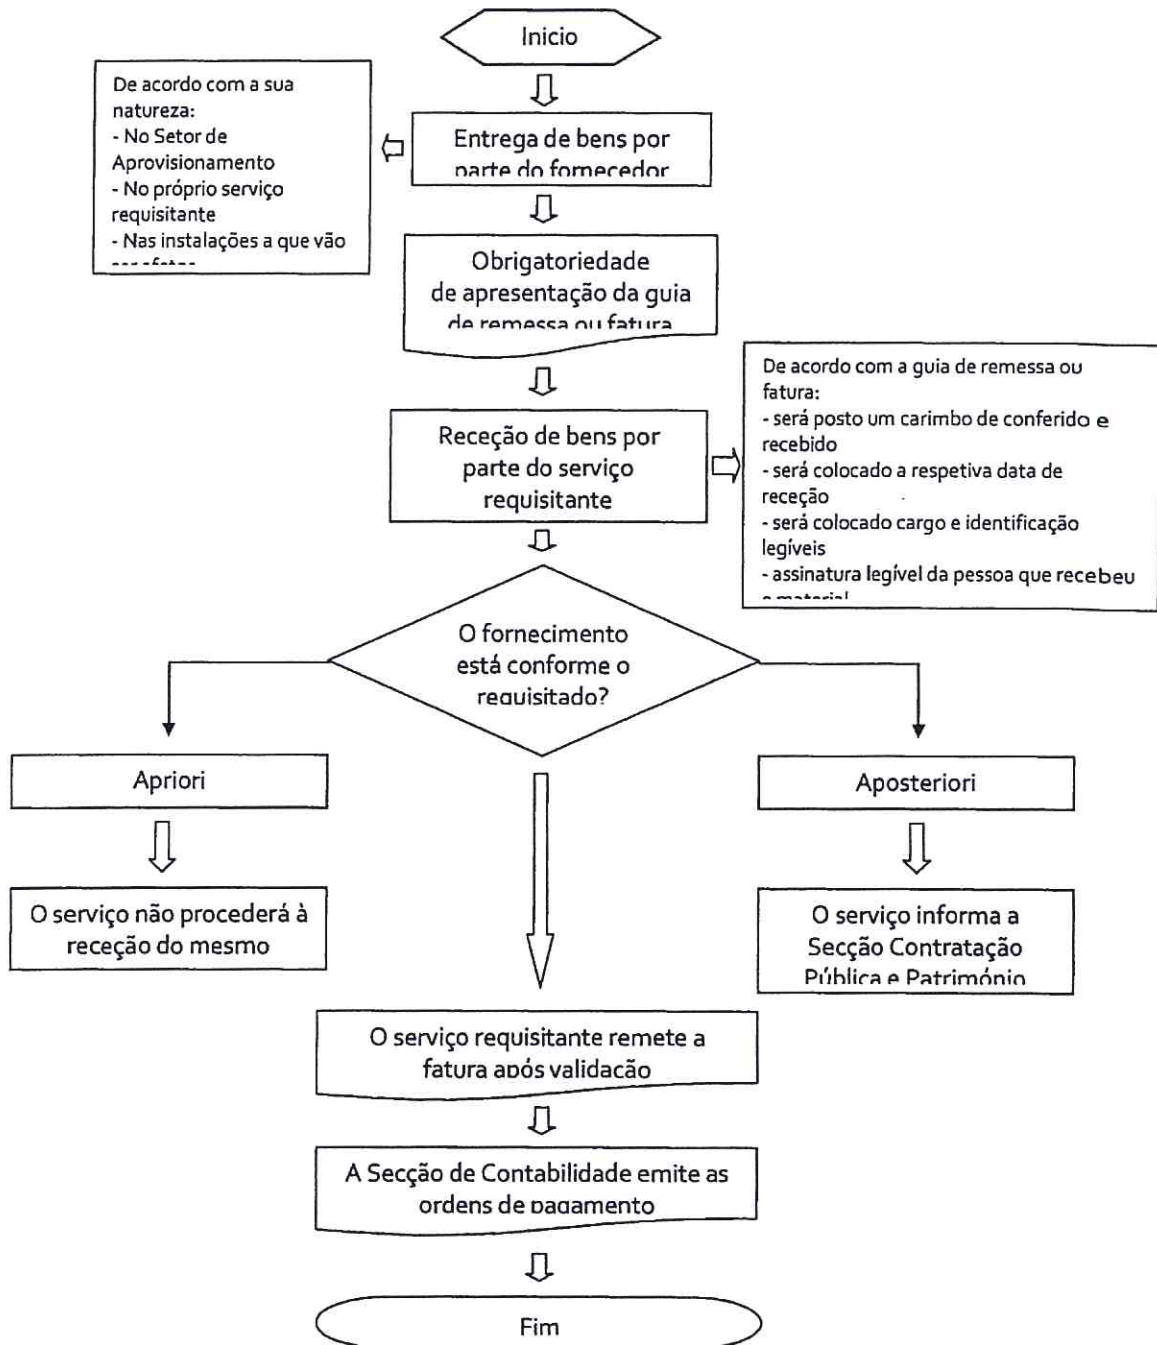 Inicio
De acordo com a sua
natureza:
- No Setor de
Aprovisionamento
- No próprio serviço
requisitante
- Nas instalações a que vão
Entrega de bens por
parte do fornecedor
Obrigatoriedade
de apresentação da guia
de remessa ou fatura
De acordo com a guia de remessa ou
fatura:
- será posto um carimbo de conferido e
recebido
- será colocado a respetiva data de
receção
- será colocado cargo e identificação
legíveis
- assinatura legível da pessoa que recebeu
o material
Receção de bens por
parte do serviço
requisitante
O fornecimento
está conforme o
requisitado?
Apriori
Aposteriori
O serviço não procederá à
receção do mesmo
O serviço informa a
Secção Contratação
Pública e Património
O serviço requisitante remete a
fatura após validação
A Secção de Contabilidade emite as
ordens de pagamento
Fim